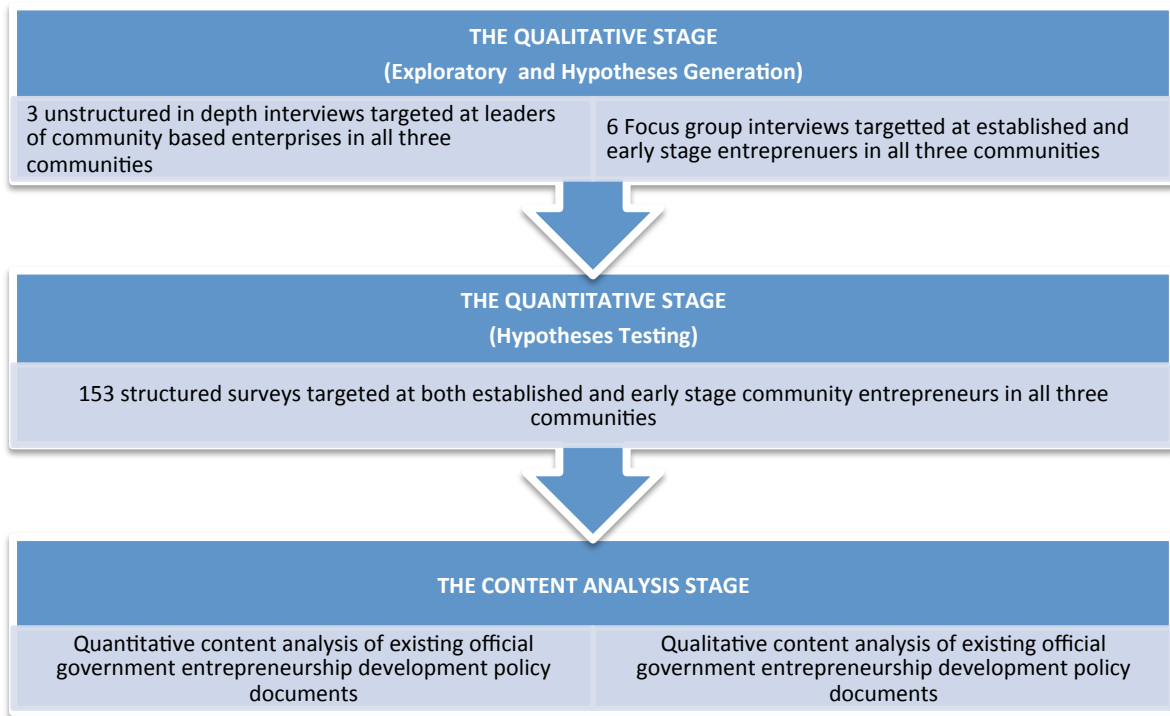 THE QUALITATIVE STAGE
(Exploratory and Hypotheses Generation)
3 unstructured in depth interviews targeted at leaders
of community based enterprises in all three
communities
6 Focus group interviews targetted at established and
early stage entreprenuers in all three communities
THE QUANTITATIVE STAGE
(Hypotheses Testing)
153 structured surveys targeted at both established and early stage community entrepreneurs in all three
communities
THE CONTENT ANALYSIS STAGE
Quantitative content analysis of existing official
government entrepreneurship development policy
documents
Qualitative content analysis of existing official
government entrepreneurship development policy
documents